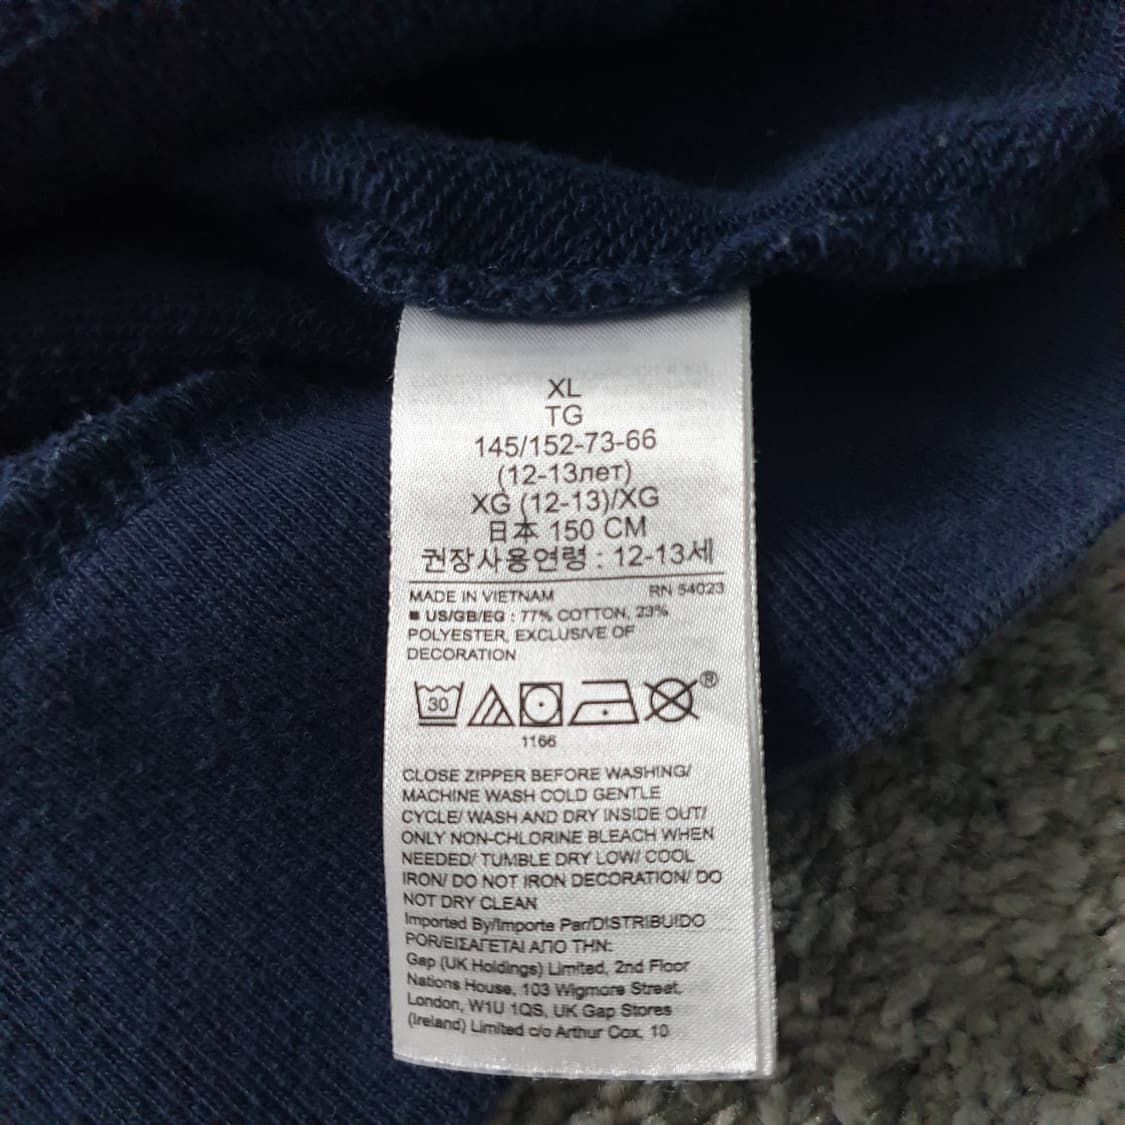 XL
TG
145/152-73-66
(12-13лет)
XG (12-13)/XG
日本 150 CM
권장사용연령 : 12-13세
MADE IN VIETNAM RN 54023
■ US/GB/EG : 77% COTTON, 23%
POLYESTER, EXCLUSIVE OF
DECORATION
30 ®
1166
CLOSE ZIPPER BEFORE WASHING/
MACHINE WASH COLD GENTLE
CYCLE/ WASH AND DRY INSIDE OUT/
ONLY NON-CHLORINE BLEACH WHEN
NEEDED/ TUMBLE DRY LOW/ COOL
IRON/ DO NOT IRON DECORATION/ DO
NOT DRY CLEAN
Imported By/Importe Par/DISTRIBUIDO
POR/ΕΙΣΑΓΕΤΑΙ ΑΠΟ ΤΗΝ:
Gap (UK Holdings) Limited, 2nd Floor
Nations House, 103 Wigmore Street,
London, W1U 1QS, UK Gap Stores
(Ireland) Limited c/o Arthur Cox, 10